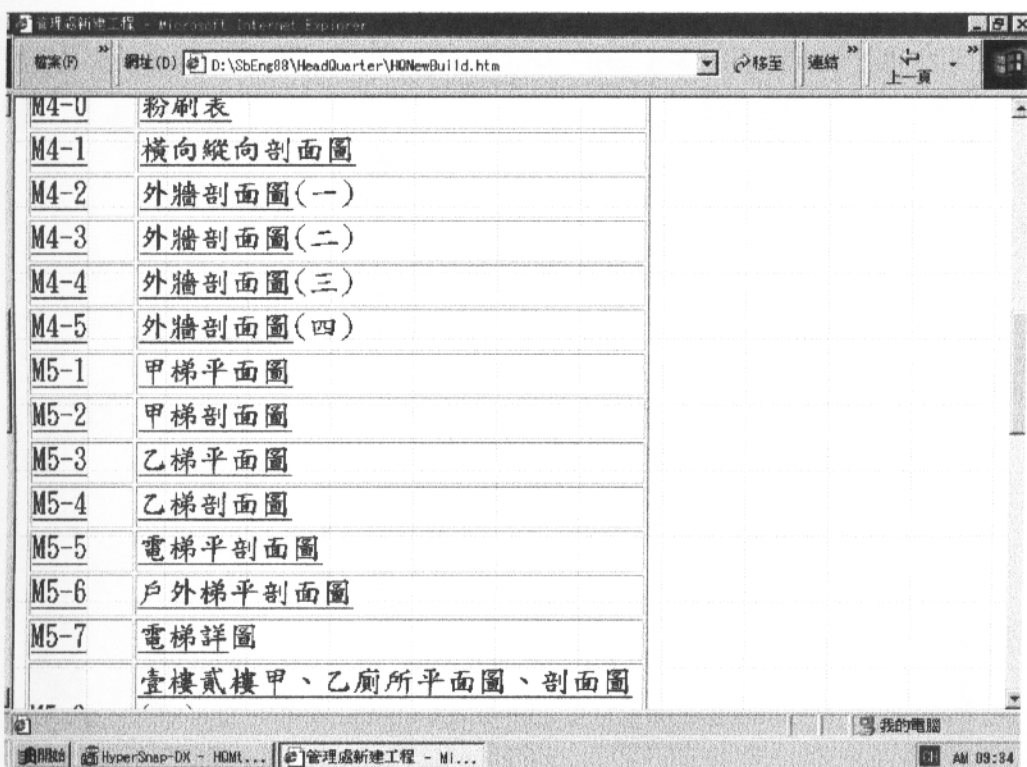 管理處新建工程 - Microsoft Internet Explorer
檔案(F) » 網址(D) D:\SbEng88\HeadQuarter\HQNewBuild.htm 移至 連結 » 上一頁 »
M4-0 粉刷表
M4-1 橫向縱向剖面圖
M4-2 外牆剖面圖(一)
M4-3 外牆剖面圖(二)
M4-4 外牆剖面圖(三)
M4-5 外牆剖面圖(四)
M5-1 甲梯平面圖
M5-2 甲梯剖面圖
M5-3 乙梯平面圖
M5-4 乙梯剖面圖
M5-5 電梯平剖面圖
M5-6 戶外梯平剖面圖
M5-7 電梯詳圖
壹樓貳樓甲、乙廁所平面圖、剖面圖
我的電腦
開始 HyperSnap-DX - HQMt... 管理處新建工程 - Mi... AM 09:34